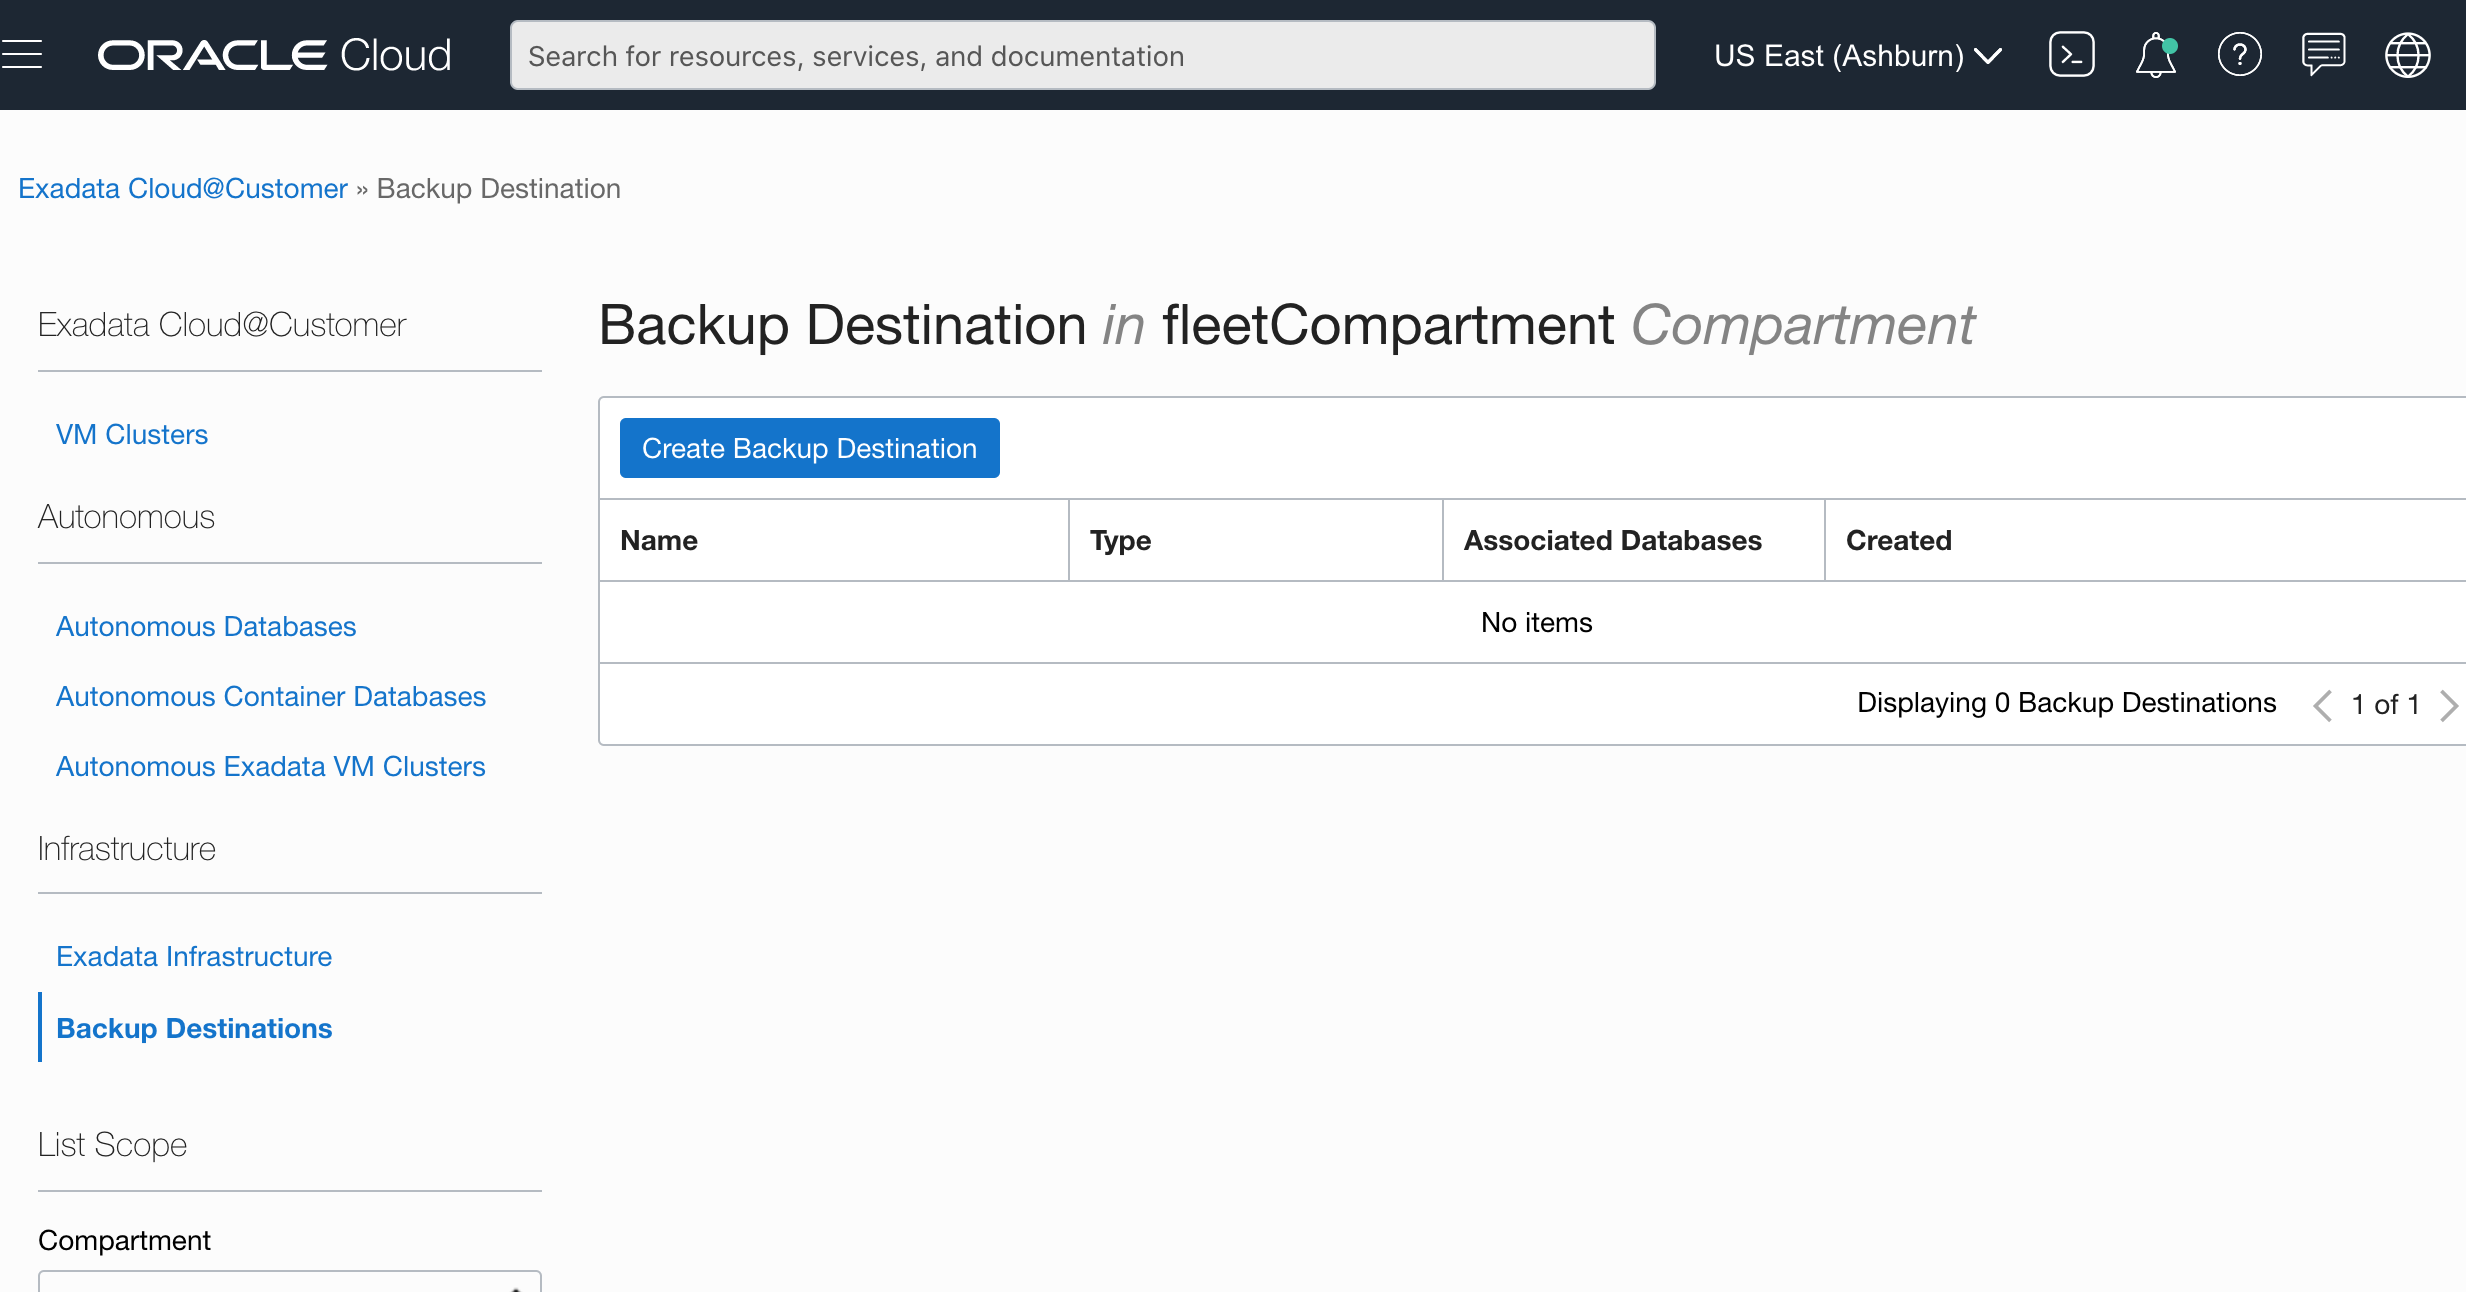 ORACLE Cloud
Search for resources, services, and documentation
US East (Ashburn)
Exadata Cloud@Customer » Backup Destination
Exadata Cloud@Customer
VM Clusters
Autonomous
Autonomous Databases
Autonomous Container Databases
Autonomous Exadata VM Clusters
Infrastructure
Exadata Infrastructure
Backup Destinations
List Scope
Compartment
Backup Destination in fleetCompartment Compartment
Create Backup Destination
Name Type Associated Databases Created
No items
Displaying 0 Backup Destinations < 1 of 1 >